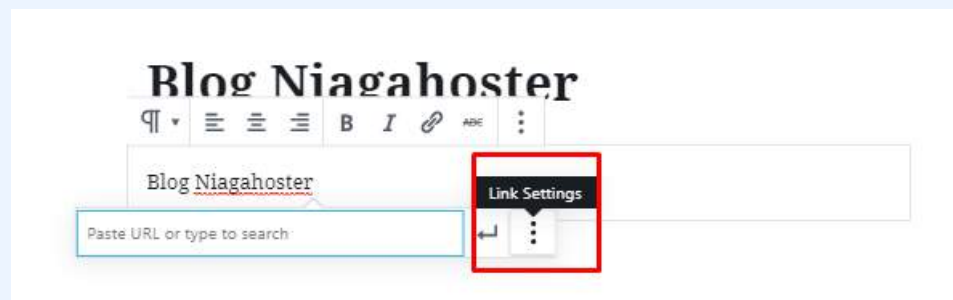 Blog Niagahoster
B I ABC
Blog Niagahoster
Link Settings
Paste URL or type to search